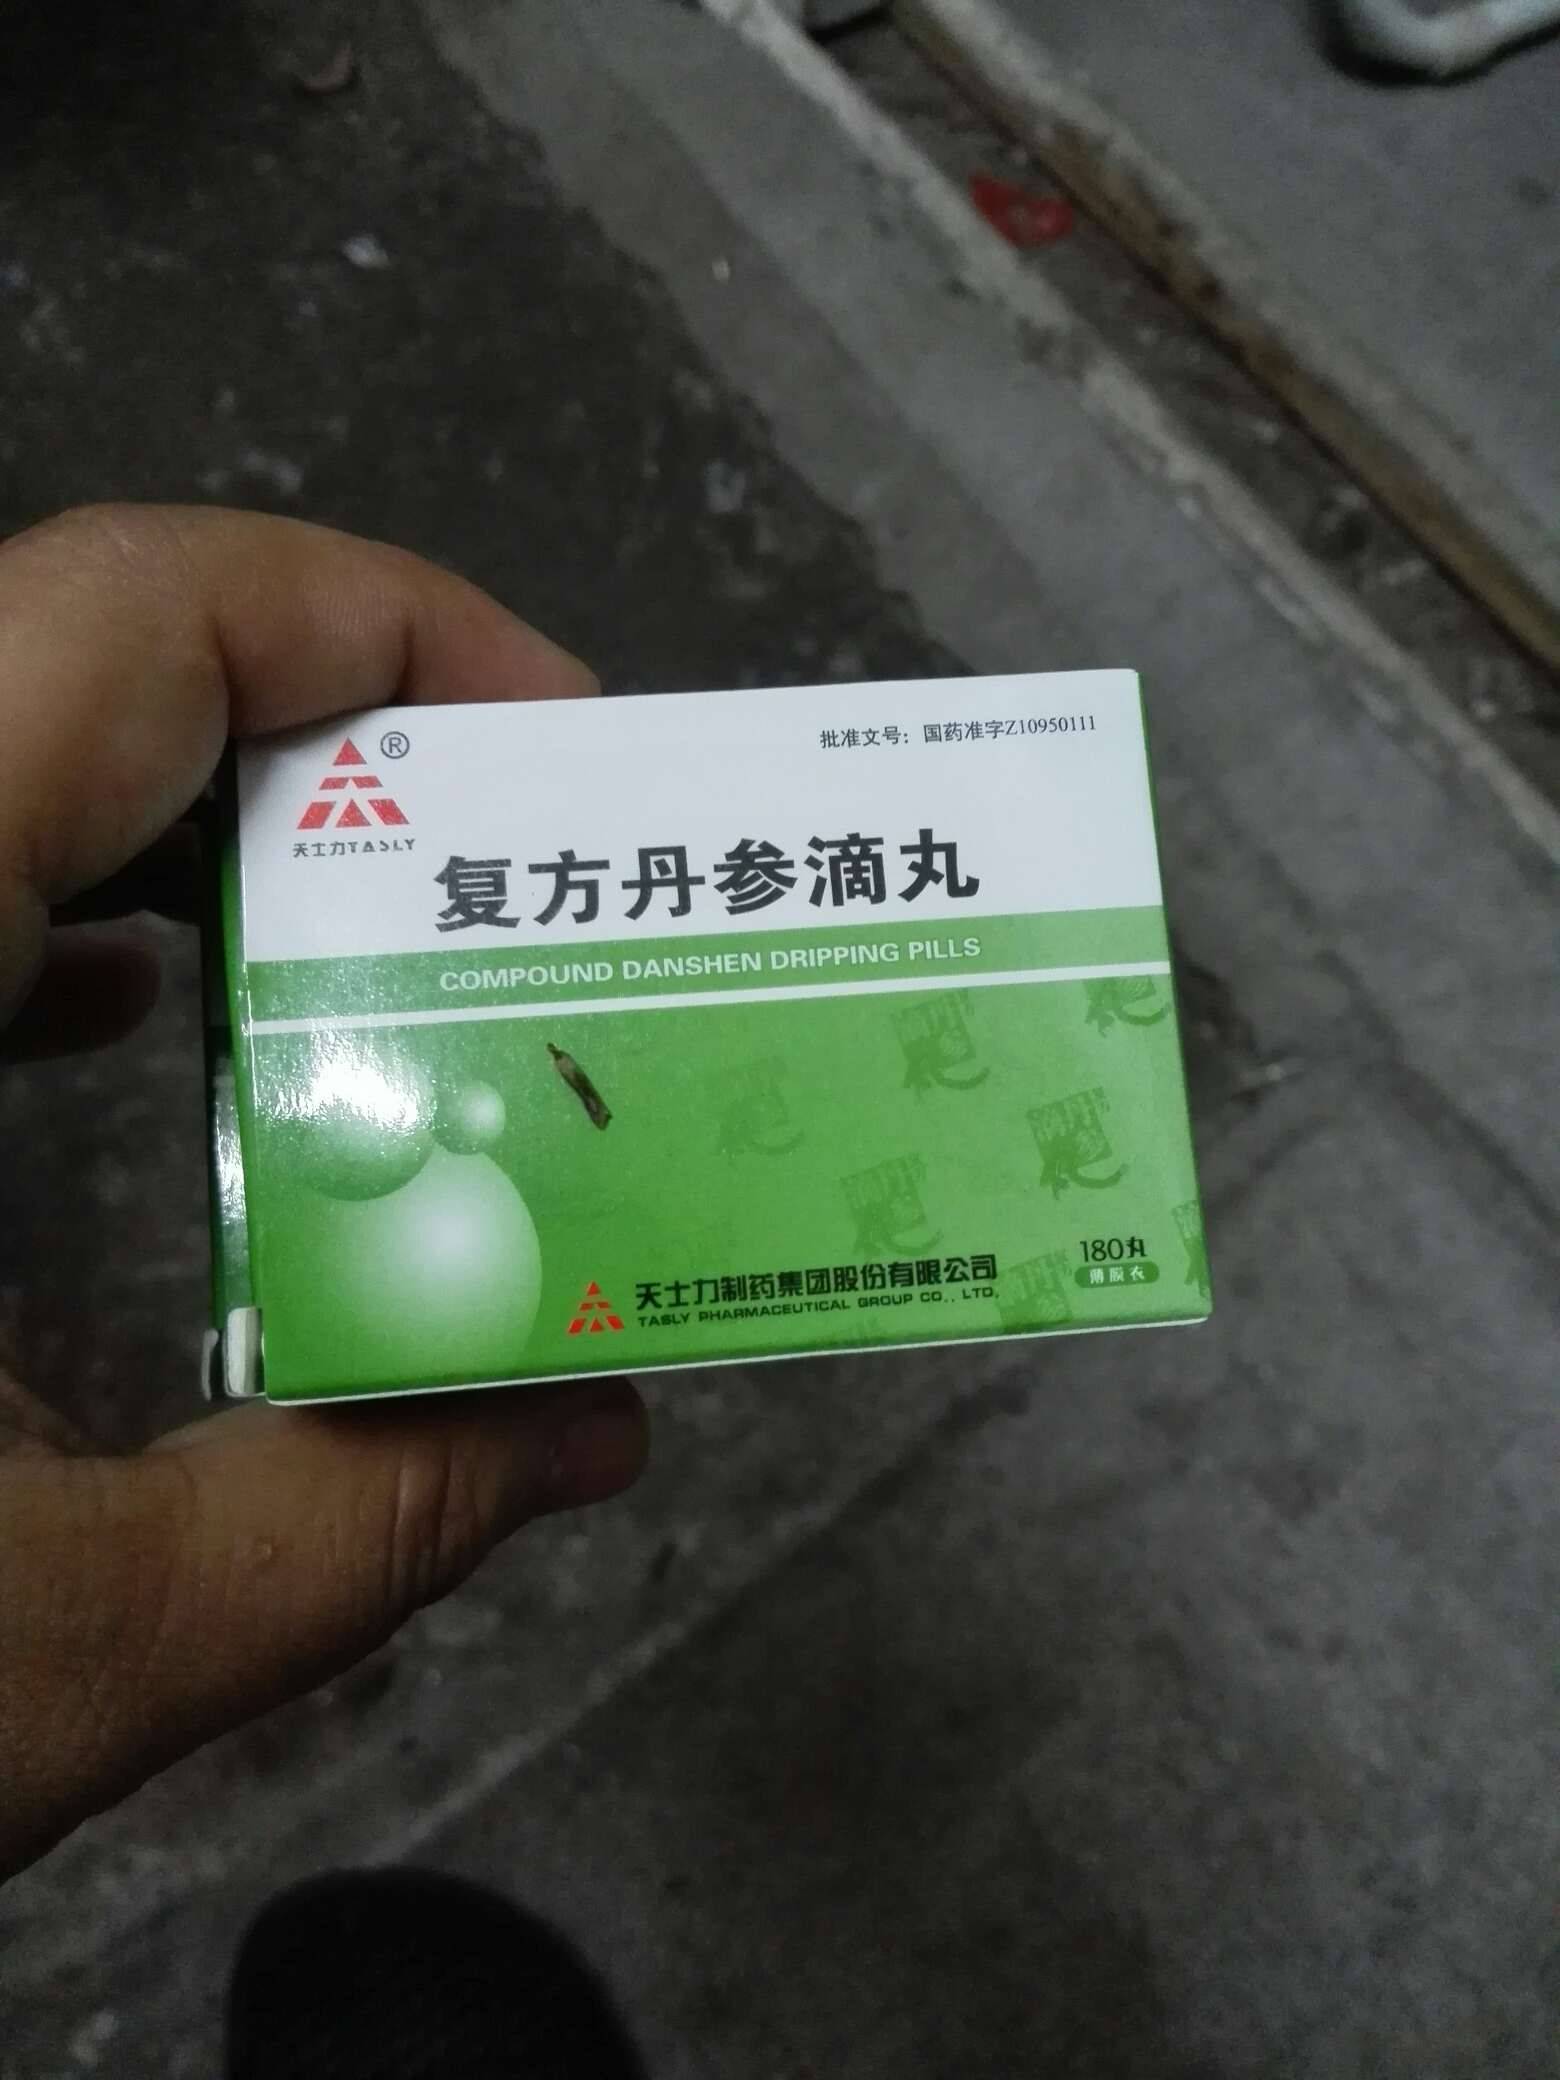 批准文号：国药准字Z10950111
®
天士力TASLY
复方丹参滴丸
COMPOUND DANSHEN DRIPPING PILLS
180丸
薄膜衣
天士力制药集团股份有限公司
TASLY PHARMACEUTICAL GROUP CO., LTD.